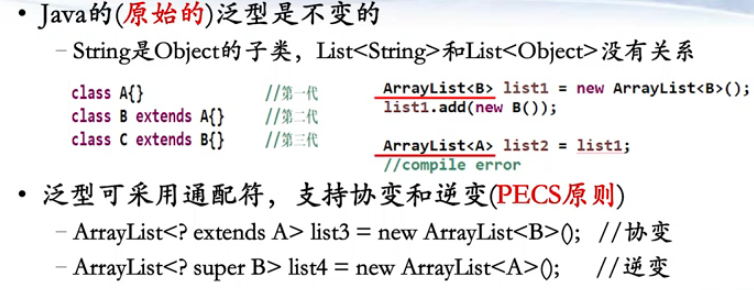 • Java的(原始的)泛型是不变的
– String是Object的子类，List<String>和List<Object>没有关系
class A{} //第一代
class B extends A{} //第二代
class C extends B{} //第三代
ArrayList<B> list1 = new ArrayList<B>();
list1.add(new B());
ArrayList<A> list2 = list1;
//compile error
• 泛型可采用通配符，支持协变和逆变(PECS原则)
– ArrayList<? extends A> list3 = new ArrayList<B>(); //协变
– ArrayList<? super B> list4 = new ArrayList<A>(); //逆变